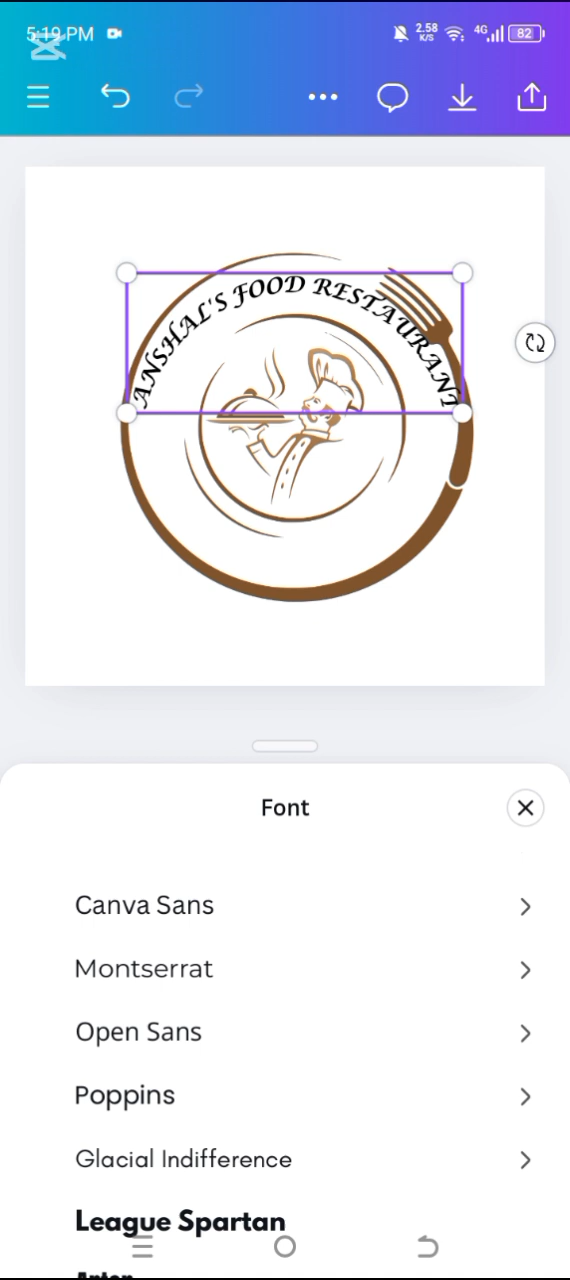 5:19 PM
2.58 K/S 4G 82
ANSHAL'S FOOD RESTAURANT
Font
Canva Sans
Montserrat
Open Sans
Poppins
Glacial Indifference
League Spartan